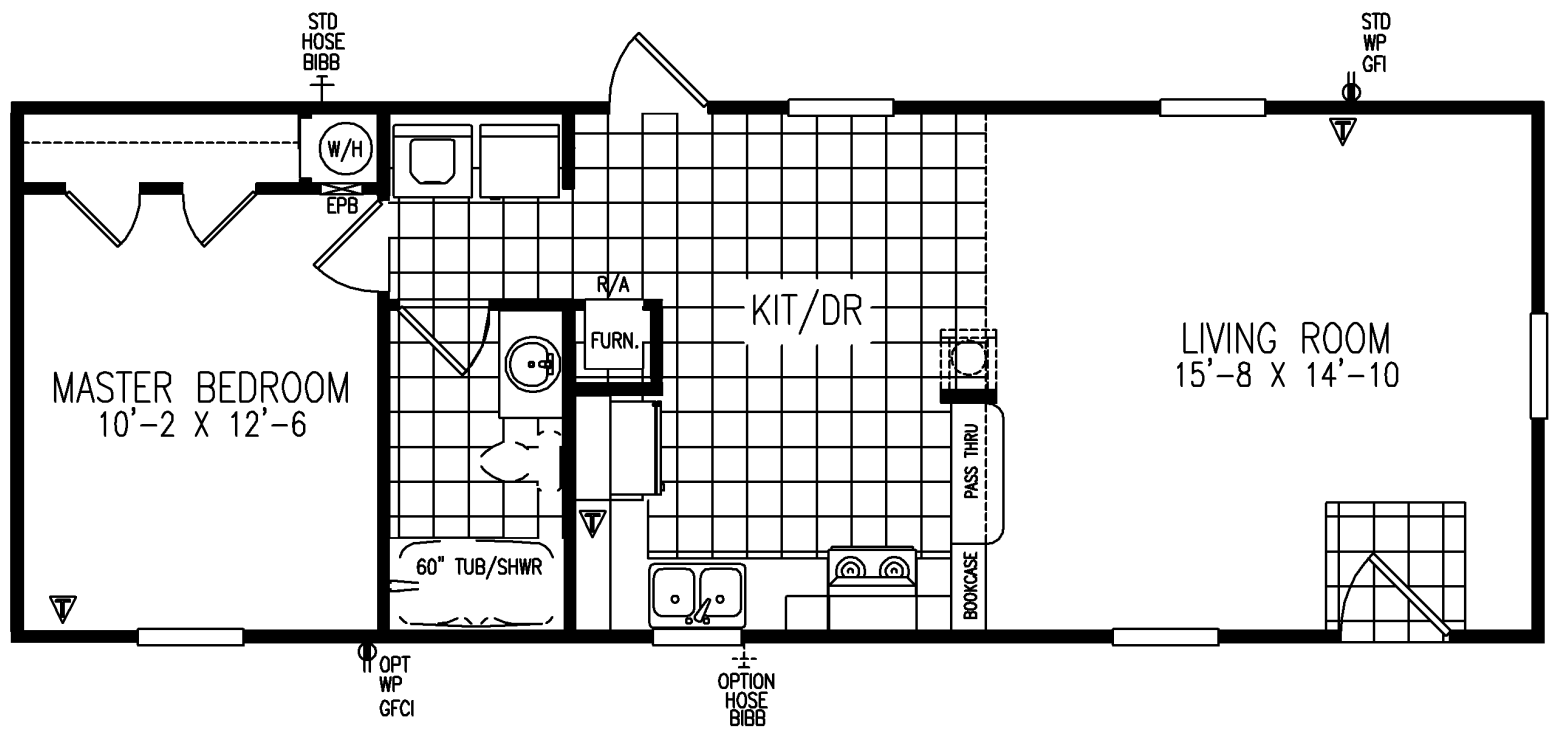 STD
HOSE
BIBB
STD
WP
GFI
W/H
T
EPB
R/A
KIT/DR
FURN.
LIVING ROOM
15'-8 X 14'-10
MASTER BEDROOM
10'-2 X 12'-6
PASS THRU
T
60" TUB/SHWR
BOOKCASE
T
OPT
WP
GFCI
OPTION
HOSE
BIBB